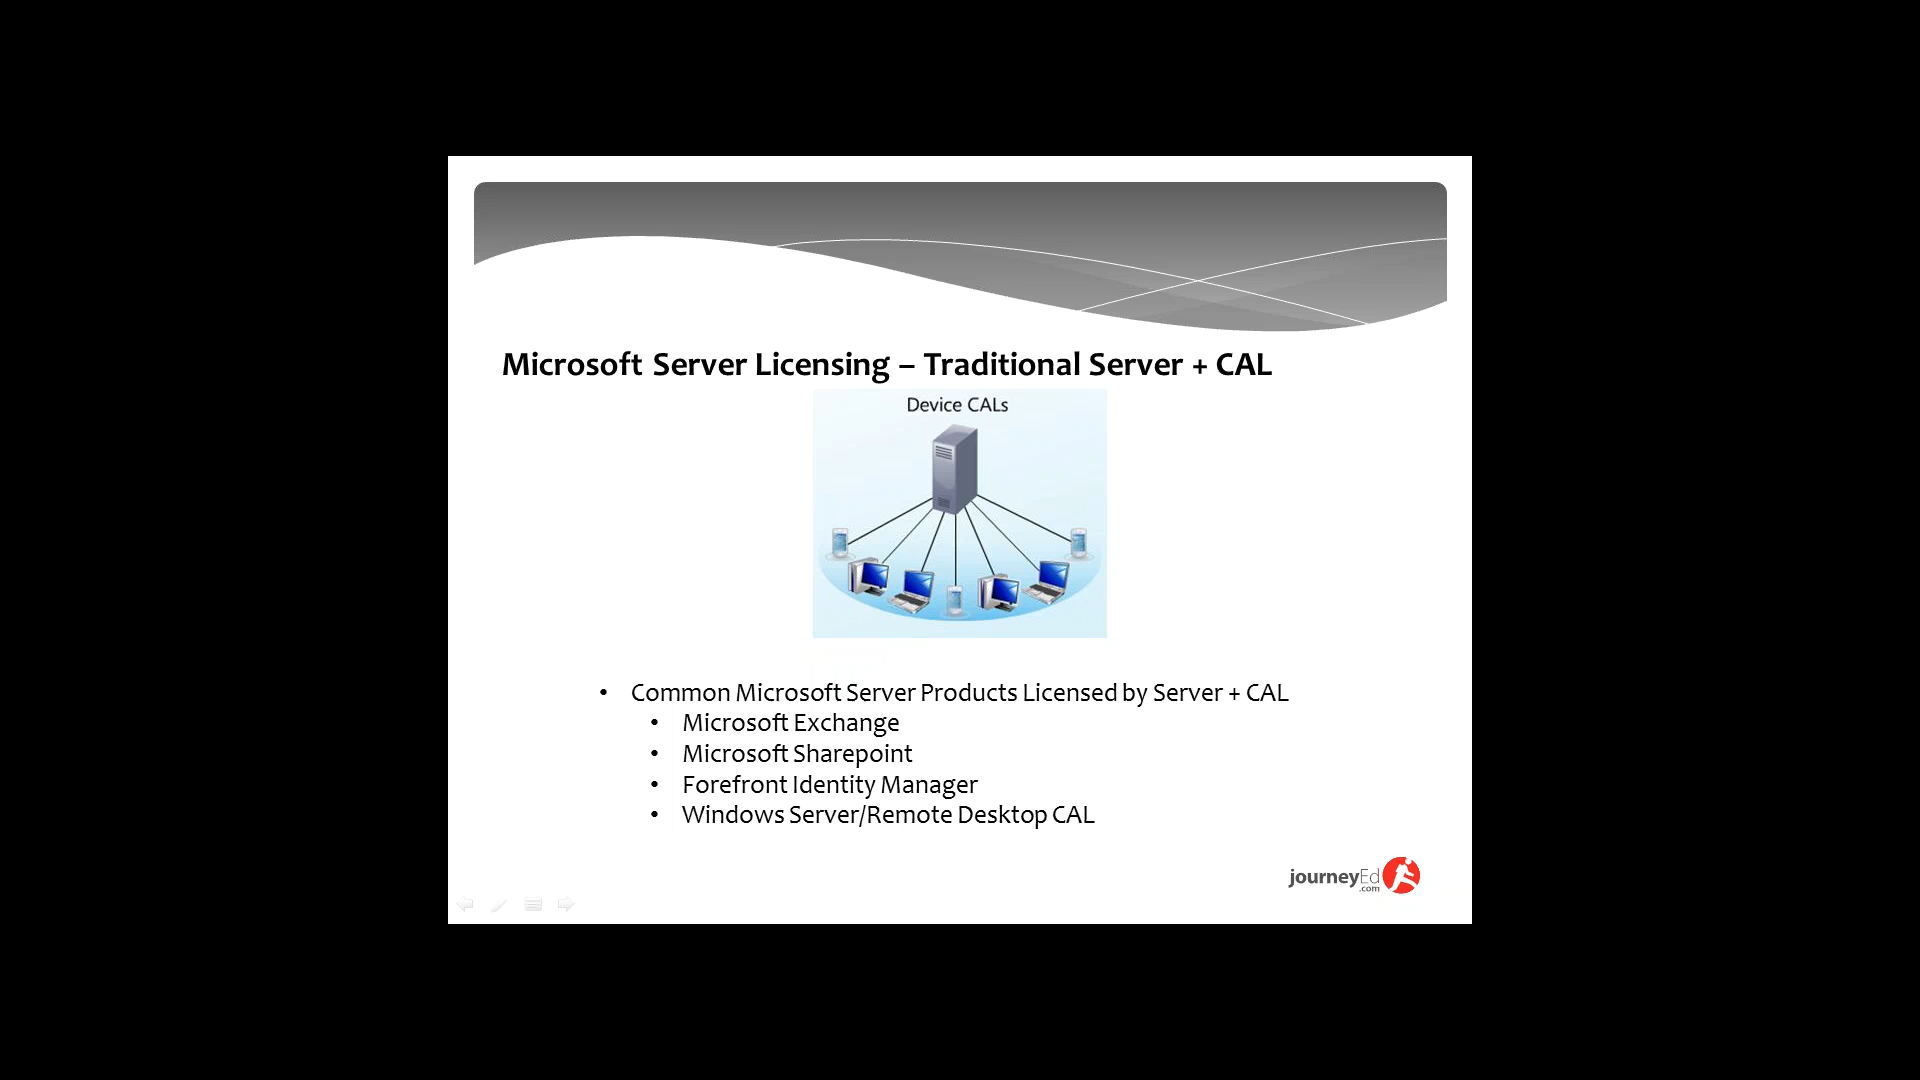 Microsoft Server Licensing – Traditional Server + CAL
Device CALs
• Common Microsoft Server Products Licensed by Server + CAL
• Microsoft Exchange
• Microsoft Sharepoint
• Forefront Identity Manager
• Windows Server/Remote Desktop CAL
journeyEd
.com